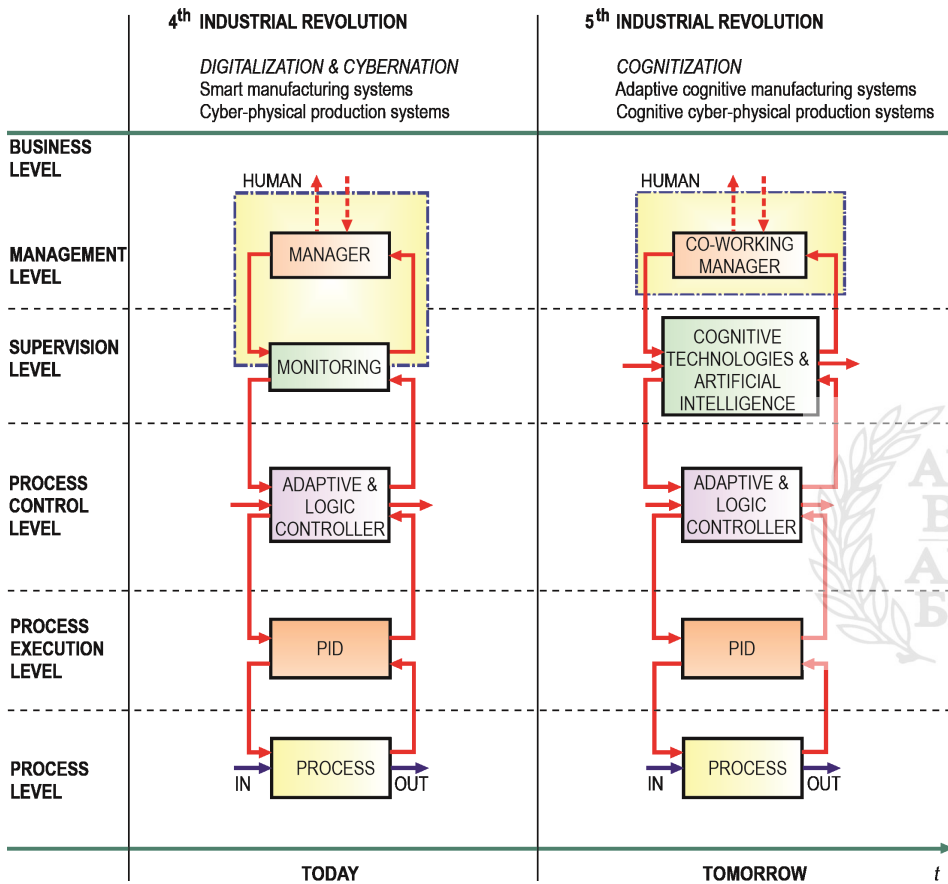 4th INDUSTRIAL REVOLUTION
DIGITALIZATION & CYBERNATION
Smart manufacturing systems
Cyber-physical production systems
5th INDUSTRIAL REVOLUTION
COGNITIZATION
Adaptive cognitive manufacturing systems
Cognitive cyber-physical production systems
BUSINESS
LEVEL
HUMAN
HUMAN
MANAGEMENT
LEVEL
MANAGER
CO-WORKING
MANAGER
SUPERVISION
LEVEL
MONITORING
COGNITIVE
TECHNOLOGIES &
ARTIFICIAL
INTELLIGENCE
PROCESS
CONTROL
LEVEL
ADAPTIVE &
LOGIC
CONTROLLER
ADAPTIVE &
LOGIC
CONTROLLER
PROCESS
EXECUTION
LEVEL
PID
PID
PROCESS
LEVEL
IN
PROCESS
OUT
IN
PROCESS
OUT
TODAY
TOMORROW
t